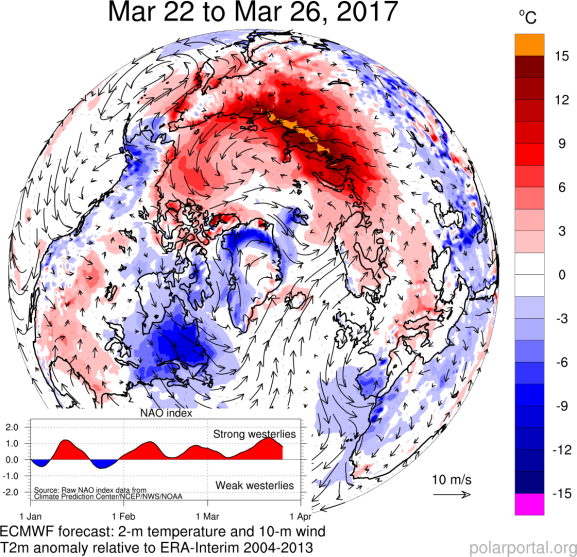 Mar 22 to Mar 26, 2017
°C
15
12
9
6
3
0
-3
-6
-9
-12
-15
10 m/s
NAO index
2.0
1.0
0.0
-1.0
-2.0
Strong westerlies
Weak westerlies
Source: Raw NAO index data from
Climate Prediction Center/NCEP/NWS/NOAA
1 Jan
1 Feb
1 Mar
1 Apr
ECMWF forecast: 2-m temperature and 10-m wind
T2m anomaly relative to ERA-Interim 2004-2013
polarportal.org